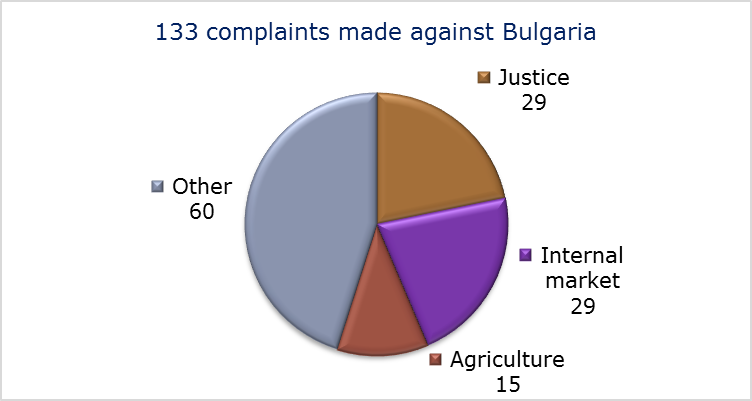 133 complaints made against Bulgaria
Justice
29
Other
60
Internal
market
29
Agriculture
15